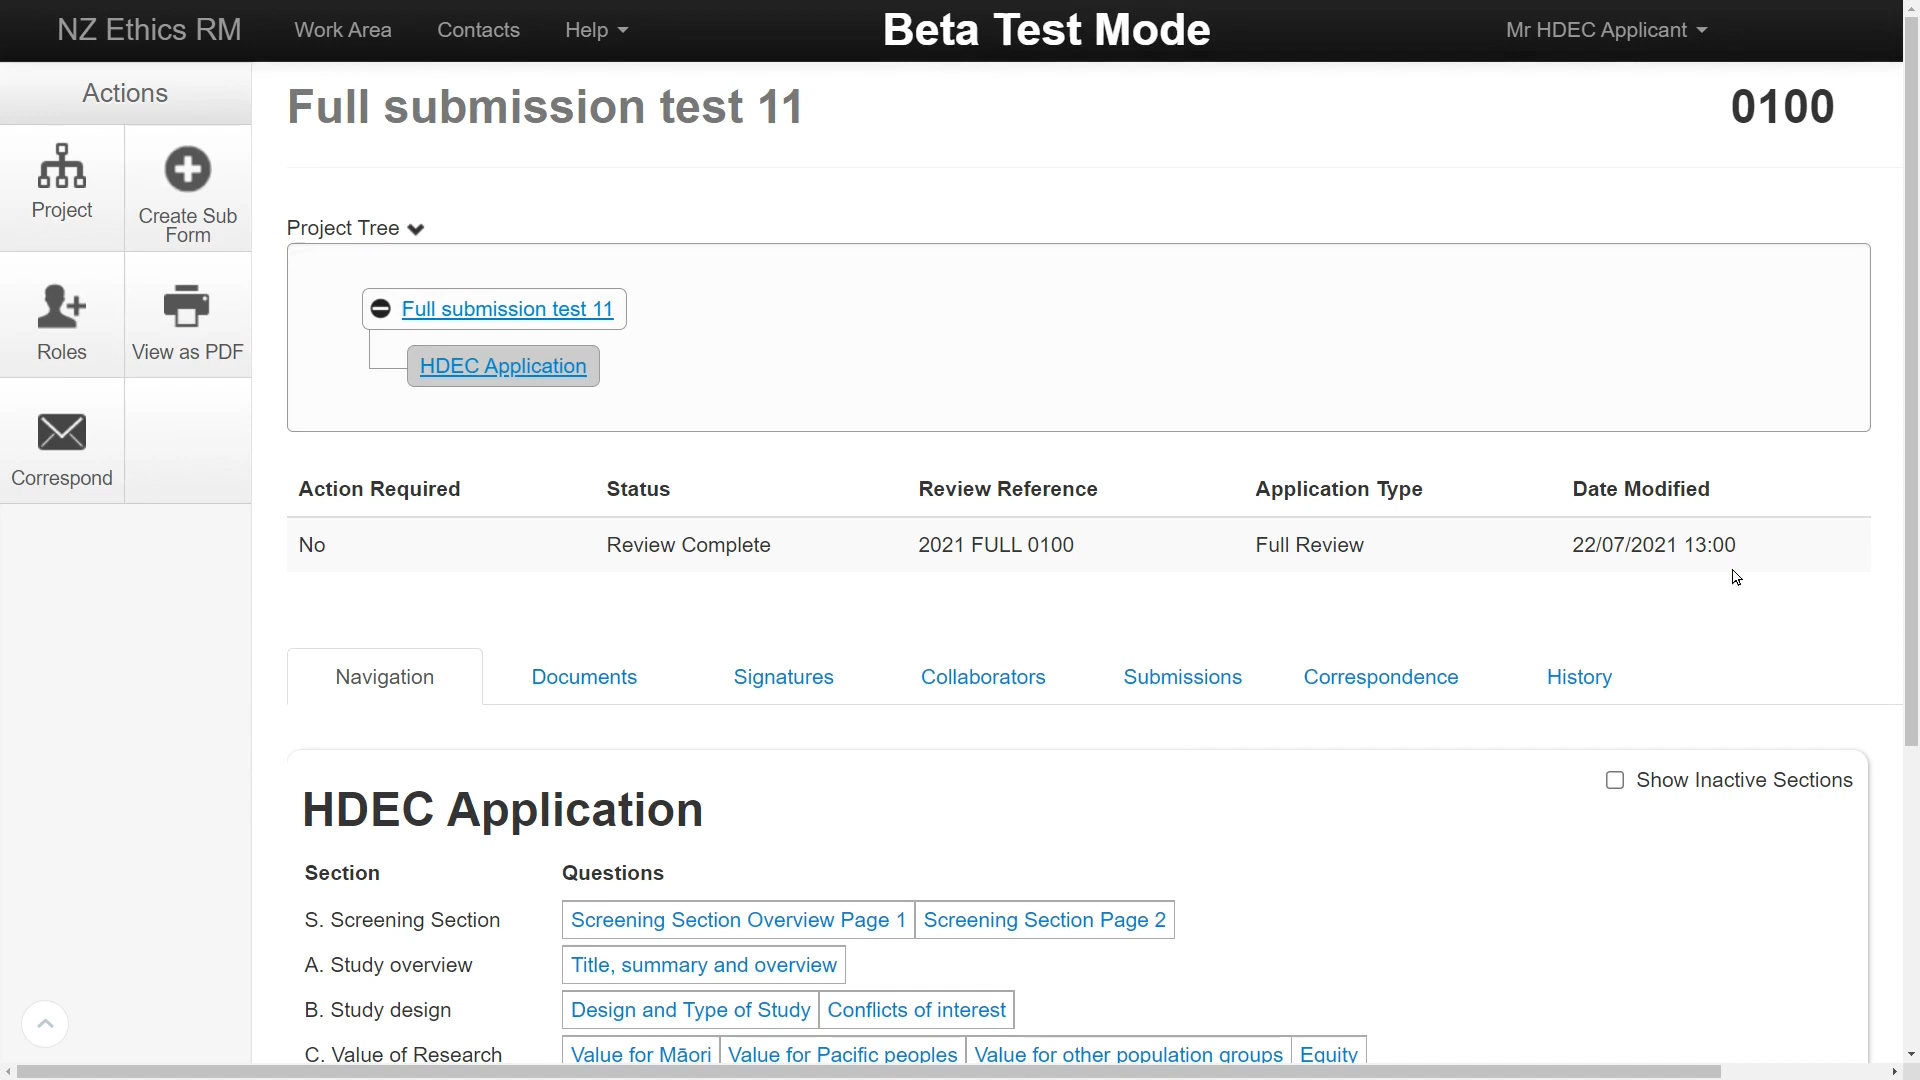 NZ Ethics RM Work Area Contacts Help Beta Test Mode Mr HDEC Applicant
Actions
Project
Create Sub
Form
Roles
View as PDF
Correspond
Full submission test 11 0100
Project Tree
Full submission test 11
HDEC Application
Action Required Status Review Reference Application Type Date Modified
No Review Complete 2021 FULL 0100 Full Review 22/07/2021 13:00
Navigation Documents Signatures Collaborators Submissions Correspondence History
Show Inactive Sections
HDEC Application
Section Questions
S. Screening Section Screening Section Overview Page 1 Screening Section Page 2
A. Study overview Title, summary and overview
B. Study design Design and Type of Study Conflicts of interest
C. Value of Research Value for Māori Value for Pacific peoples Value for other population groups Equity